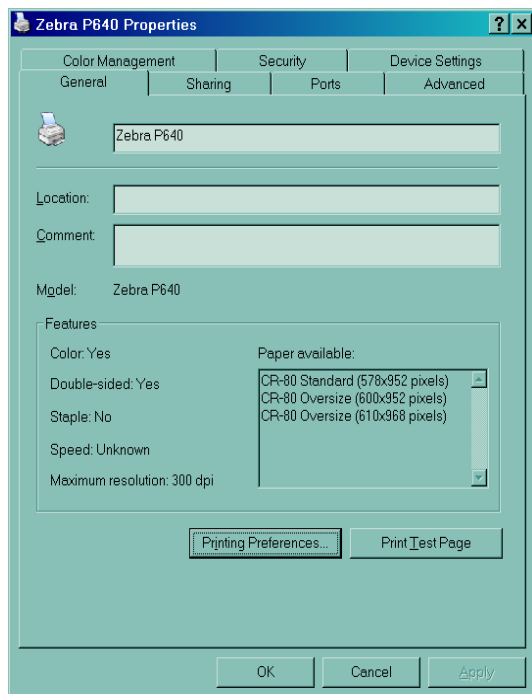 Zebra P640 Properties
Color Management Security Device Settings
General Sharing Ports Advanced
Zebra P640
Location:
Comment:
Model: Zebra P640
Features
Color: Yes
Paper available:
Double-sided: Yes
CR-80 Standard (578x952 pixels)
CR-80 Oversize (600x952 pixels)
CR-80 Oversize (610x968 pixels)
Staple: No
Speed: Unknown
Maximum resolution: 300 dpi
Printing Preferences... Print Test Page
OK Cancel Apply